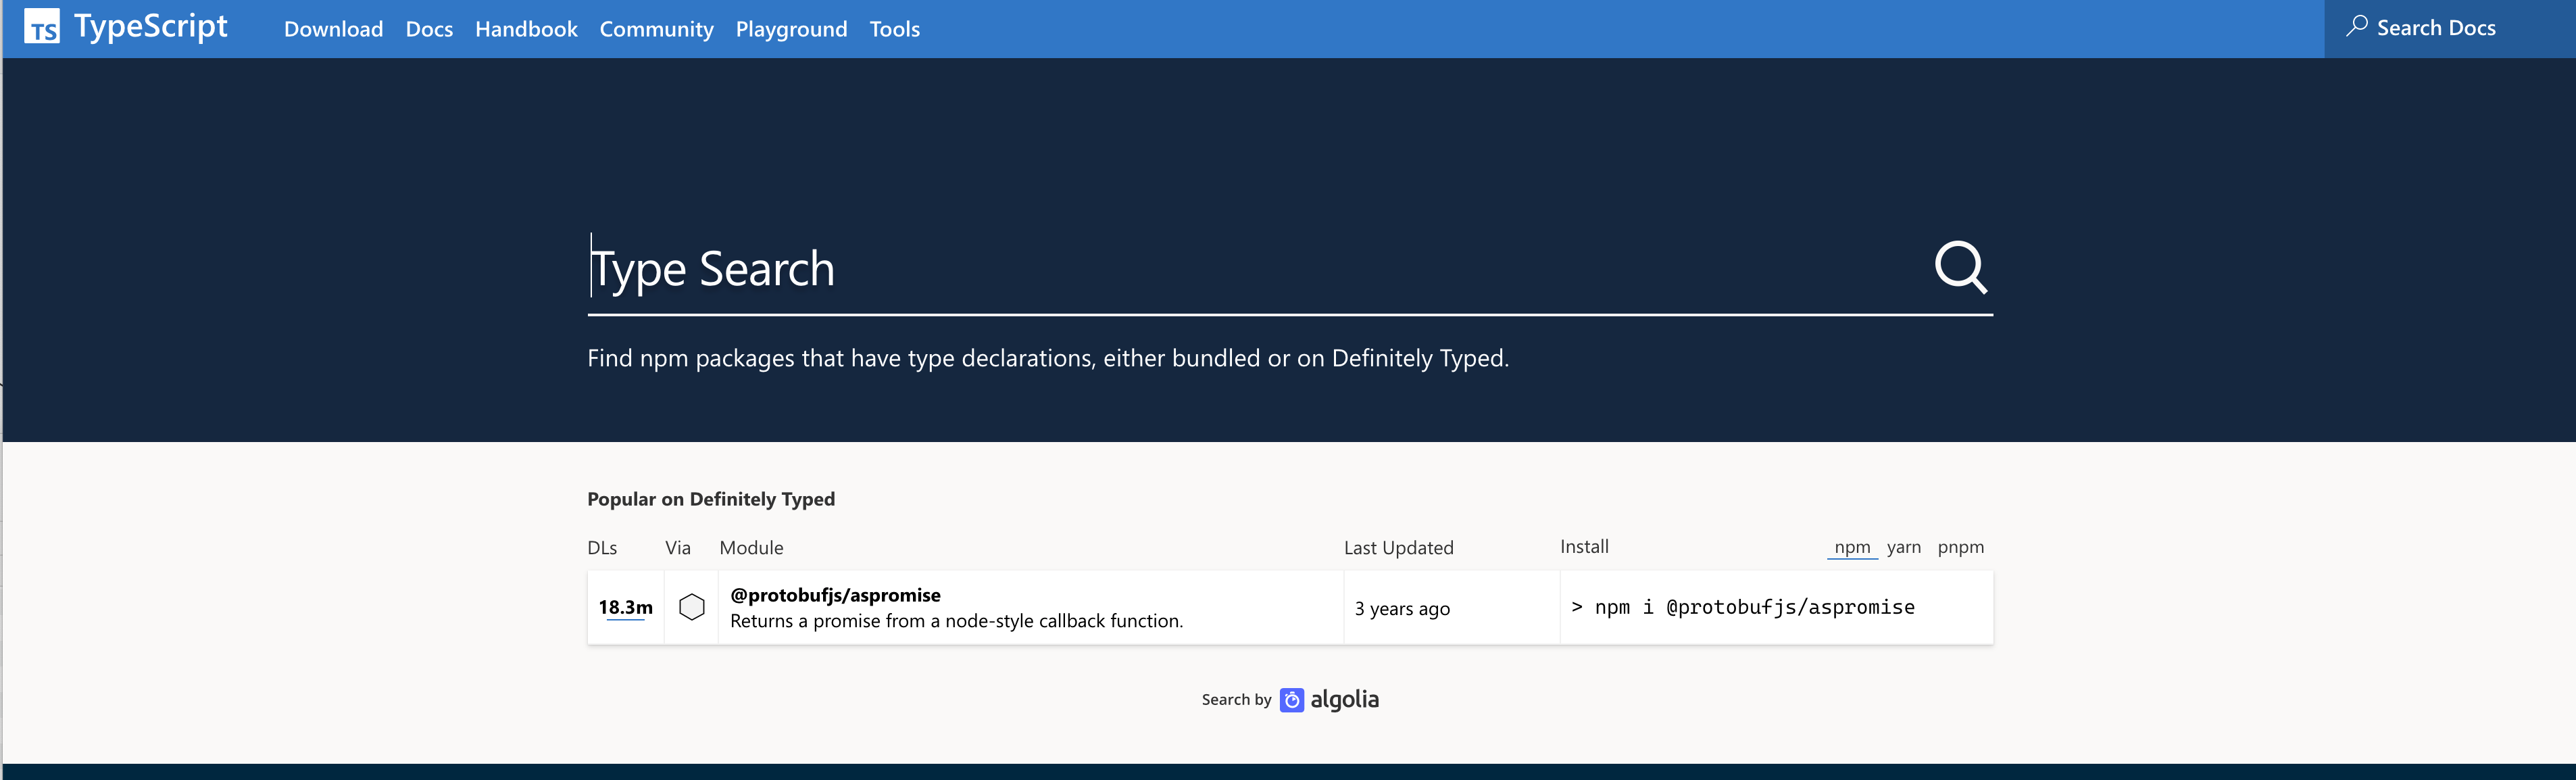 TS TypeScript Download Docs Handbook Community Playground Tools Search Docs
Type Search
Find npm packages that have type declarations, either bundled or on Definitely Typed.
Popular on Definitely Typed
DLs Via Module Last Updated Install npm yarn pnpm
18.3m @protobufjs/aspromise 3 years ago > npm i @protobufjs/aspromise
Returns a promise from a node-style callback function.
Search by algolia